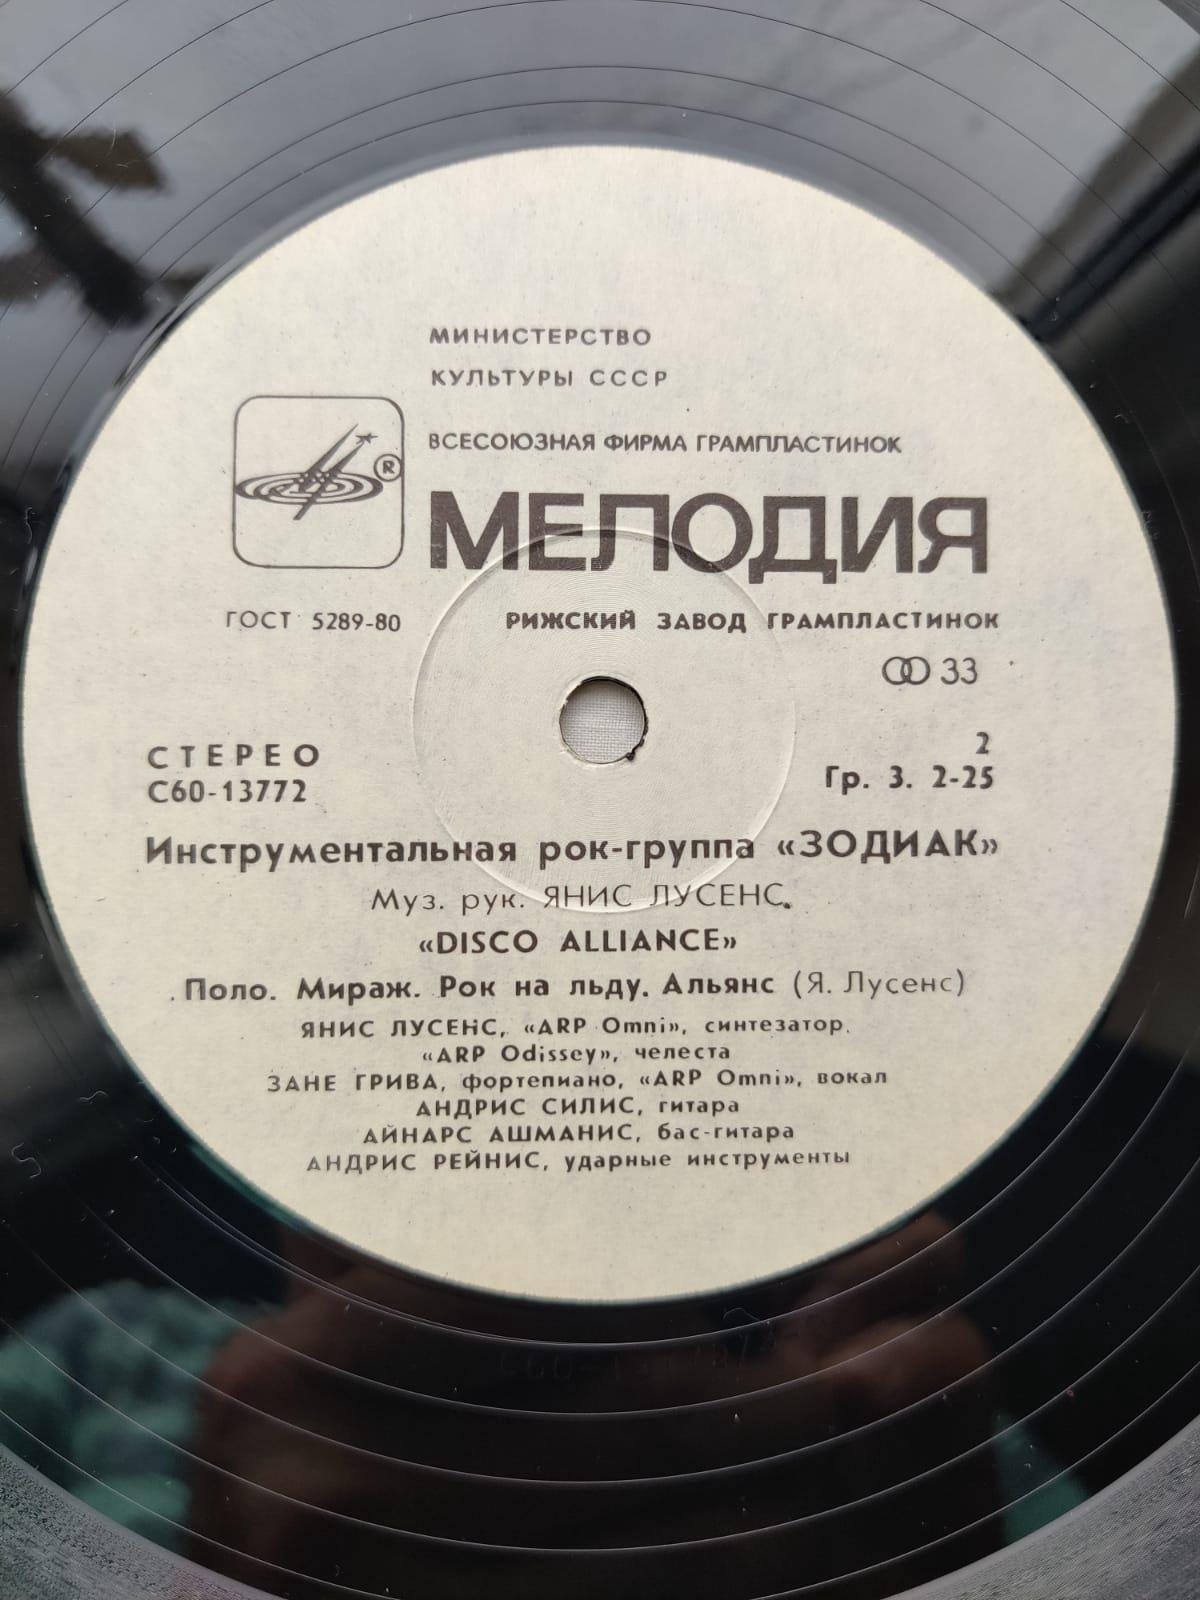 МИНИСТЕРСТВО
КУЛЬТУРЫ СССР
ВСЕСОЮЗНАЯ ФИРМА ГРАМПЛАСТИНОК
®
МЕЛОДИЯ
ГОСТ 5289-80
РИЖСКИЙ ЗАВОД ГРАМПЛАСТИНОК
33
СТЕРЕО
2
С60-13772
Гр. 3. 2-25
Инструментальная рок-группа «ЗОДИАК»
Муз. рук. ЯНИС ЛУСЕНС.
«DISCO ALLIANCE»
Поло. Мираж. Рок на льду. Альянс (Я. Лусенс)
ЯНИС ЛУСЕНС, «ARP Omni», синтезатор.
«ARP Odissey», челеста
ЗАНЕ ГРИВА, фортепиано, «ARP Omni», вокал
АНДРИС СИЛИС, гитара
АЙНАРС АШМАНИС, бас-гитара
АНДРИС РЕЙНИС, ударные инструменты